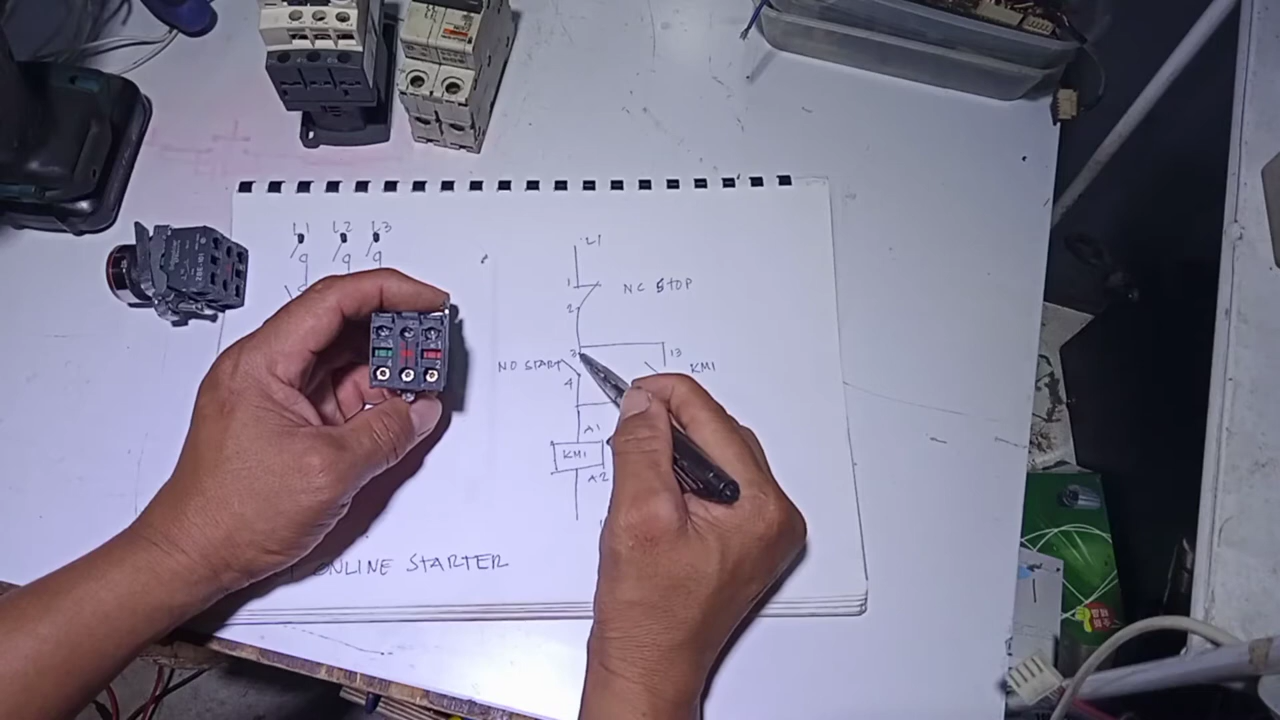 L1 L2 L3
L1
1
NC STOP
2
3
13
NO START
KM1
4
A1
KM1
A2
ONLINE STARTER